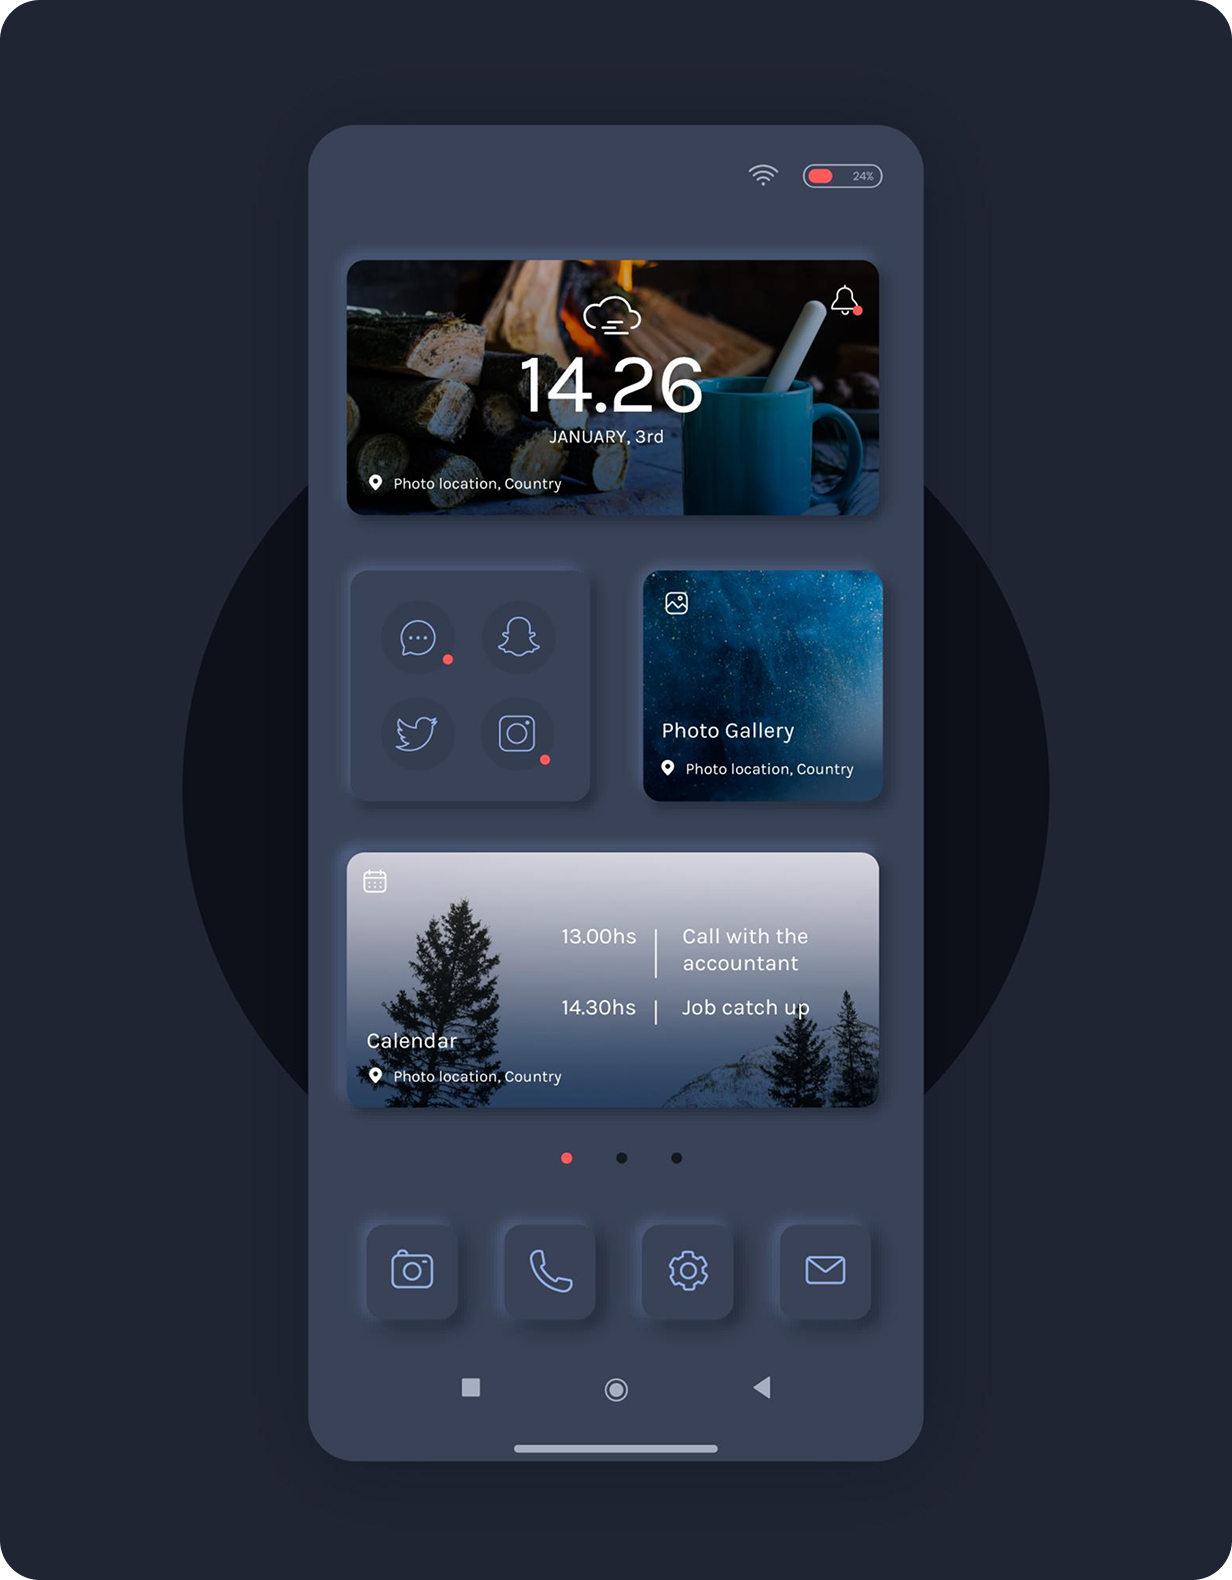 24%
14.26
JANUARY, 3rd
Photo location, Country
Photo Gallery
Photo location, Country
13.00hs
Call with the
accountant
14.30hs
Job catch up
Calendar
Photo location, Country